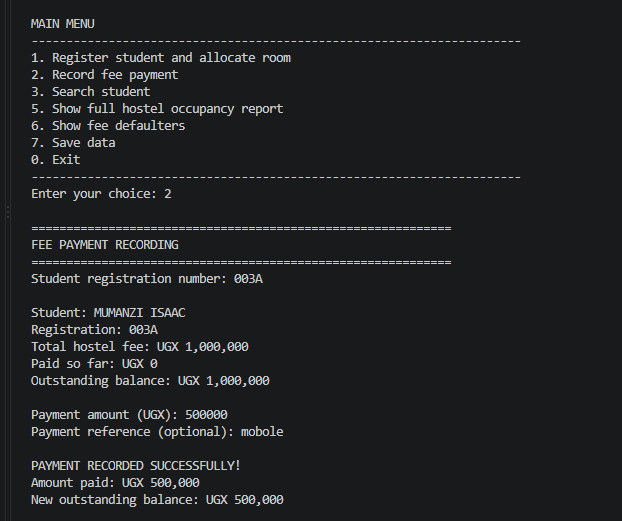 MAIN MENU
----------------------------------------------------------------------
1. Register student and allocate room
2. Record fee payment
3. Search student
5. Show full hostel occupancy report
6. Show fee defaulters
7. Save data
0. Exit
----------------------------------------------------------------------
Enter your choice: 2
============================================================
FEE PAYMENT RECORDING
============================================================
Student registration number: 003A
Student: MUMANZI ISAAC
Registration: 003A
Total hostel fee: UGX 1,000,000
Paid so far: UGX 0
Outstanding balance: UGX 1,000,000
Payment amount (UGX): 500000
Payment reference (optional): mobole
PAYMENT RECORDED SUCCESSFULLY!
Amount paid: UGX 500,000
New outstanding balance: UGX 500,000